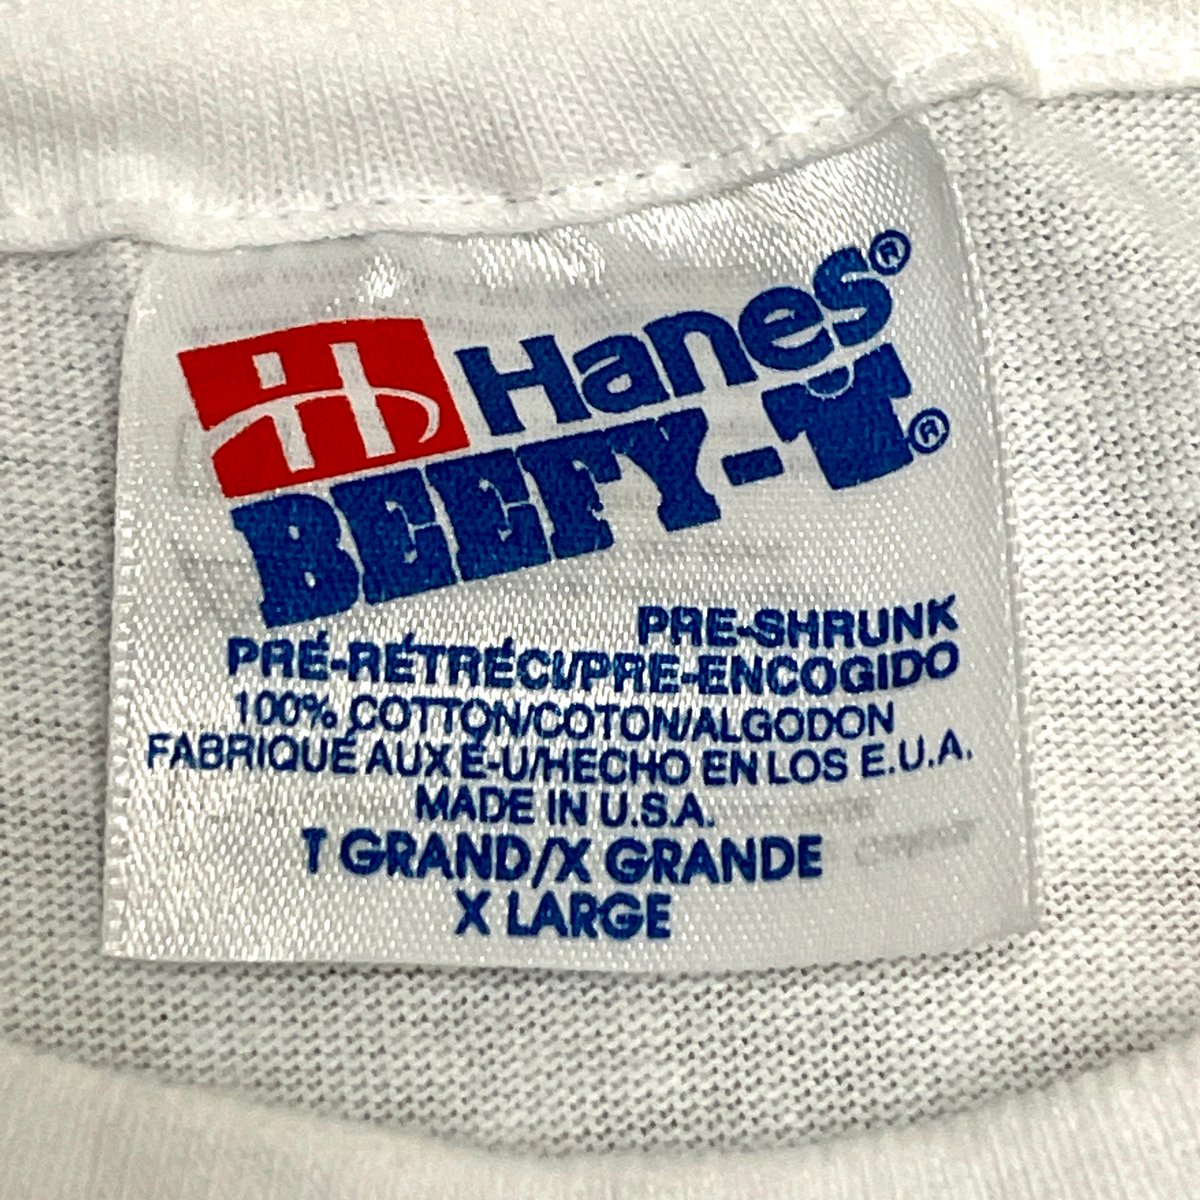 Hanes®
BEEFY-T®
PRE-SHRUNK
PRÉ-RÉTRÉCI/PRE-ENCOGIDO
100% COTTON/COTON/ALGODON
FABRIQUÉ AUX É-U/HECHO EN LOS E.U.A.
MADE IN U.S.A.
T GRAND/X GRANDE
X LARGE